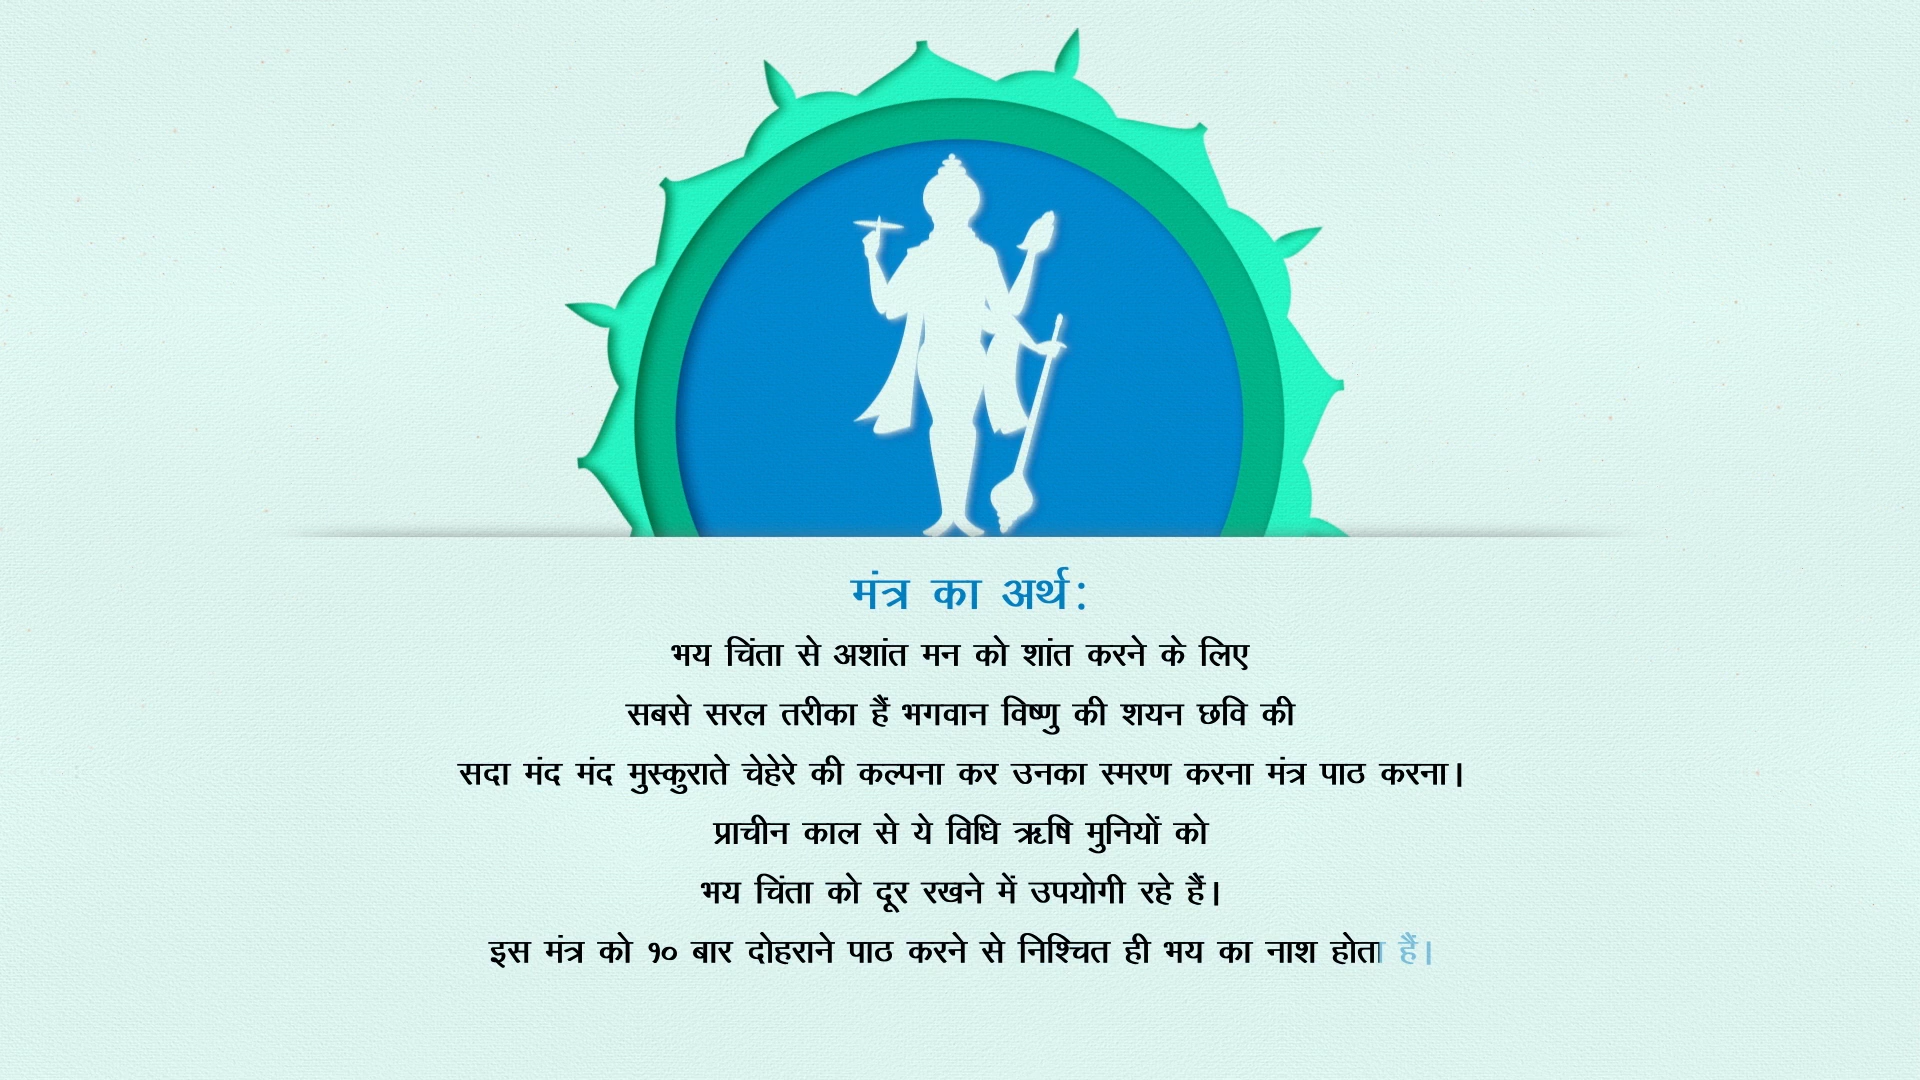 मंत्र का अर्थ:
भय चिंता से अशांत मन को शांत करने के लिए
सबसे सरल तरीका हैं भगवान विष्णु की शयन छवि की
सदा मंद मंद मुस्कुराते चेहेरे की कल्पना कर उनका स्मरण करना मंत्र पाठ करना।
प्राचीन काल से ये विधि ऋषि मुनियों को
भय चिंता को दूर रखने में उपयोगी रहे हैं।
इस मंत्र को १० बार दोहराने पाठ करने से निश्चित ही भय का नाश होता हैं।